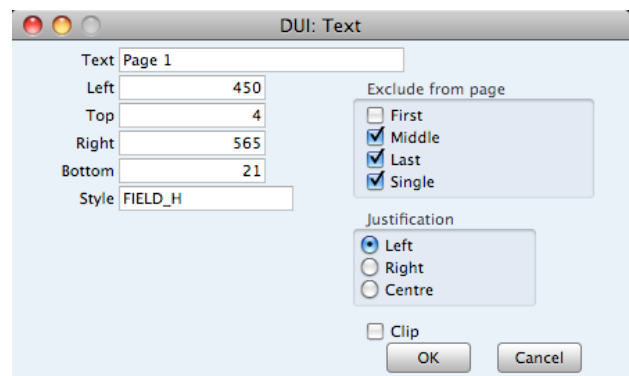 DUI: Text
Text Page 1
Left 450
Top 4
Right 565
Bottom 21
Style FIELD_H
Exclude from page
First
Middle
Last
Single
Justification
Left
Right
Centre
Clip
OK Cancel